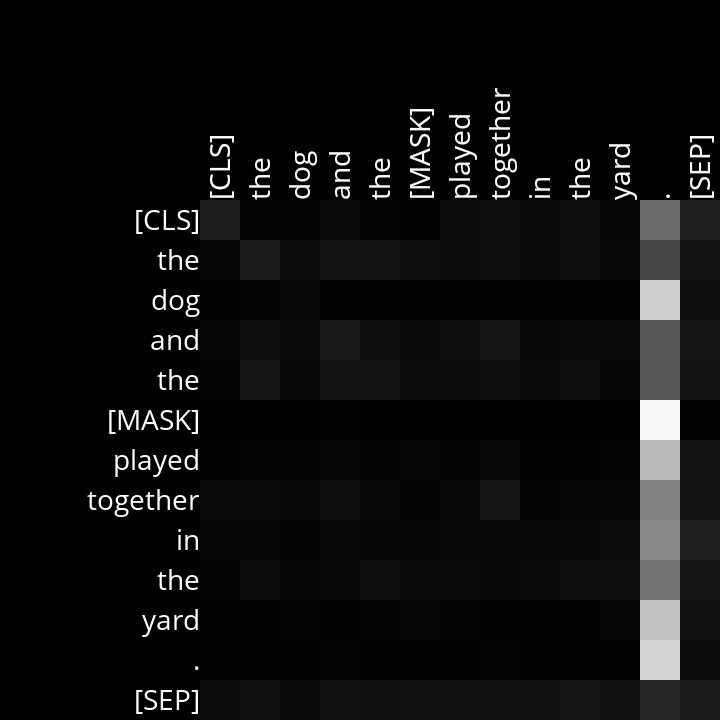 [CLS] the dog and the [MASK] played together in the yard . [SEP]
[CLS]
the
dog
and
the
[MASK]
played
together
in
the
yard
.
[SEP]